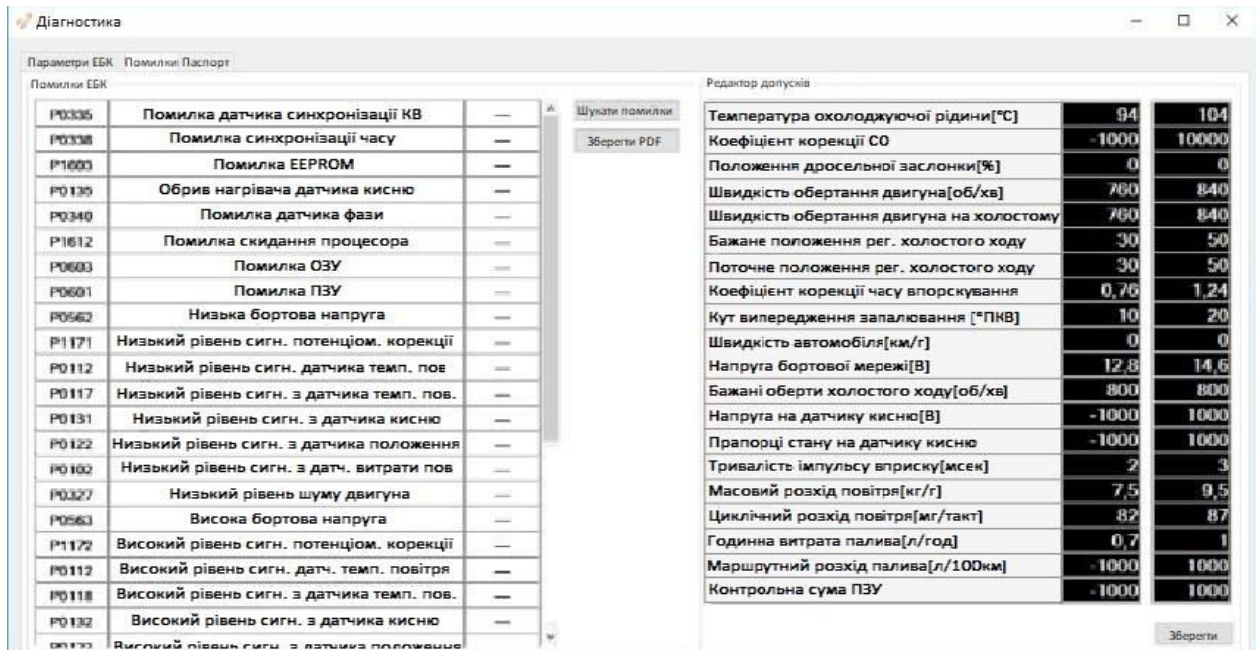 Діагностика
Параметри ЕБК Помилки Паспорт
Помилки ЕБК
P0335 Помилка датчика синхронізації КВ —
P0338 Помилка синхронізації часу —
P1603 Помилка EEPROM —
P0135 Обрив нагрівача датчика кисню —
P0340 Помилка датчика фази —
P1612 Помилка скидання процесора —
P0603 Помилка ОЗУ —
P0601 Помилка ПЗУ —
P0562 Низька бортова напруга —
P1171 Низький рівень сигн. потенціом. корекції —
P0112 Низький рівень сигн. датчика темп. пов —
P0117 Низький рівень сигн. з датчика темп. пов. —
P0131 Низький рівень сигн. з датчика кисню —
P0122 Низький рівень сигн. з датчика положення —
P0102 Низький рівень сигн. з датч. витрати пов —
P0327 Низький рівень шуму двигуна —
P0563 Висока бортова напруга —
P1172 Високий рівень сигн. потенціом. корекції —
P0112 Високий рівень сигн. датч. темп. повітря —
P0118 Високий рівень сигн. з датчика темп. пов. —
P0132 Високий рівень сигн. з датчика кисню —
Високий рівень сигн. з датчика положення
Шукати помилки
Зберегти PDF
Редактор допусків
Температура охолоджуючої рідини[°C] 94 104
Коефіцієнт корекції СО -1000 10000
Положення дросельної заслонки[%] 0 0
Швидкість обертання двигуна[об/хв] 760 840
Швидкість обертання двигуна на холостому 760 840
Бажане положення рег. холостого ходу 30 50
Поточне положення рег. холостого ходу 30 50
Коефіцієнт корекції часу впорскування 0,76 1,24
Кут випередження запалювання [°ПКВ] 10 20
Швидкість автомобіля[км/г] 0 0
Напруга бортової мережі[В] 12,8 14,6
Бажані оберти холостого ходу[об/хв] 800 800
Напруга на датчику кисню[В] -1000 1000
Прапорці стану на датчику кисню -1000 1000
Тривалість імпульсу вприску[мсек] 2 3
Масовий розхід повітря[кг/г] 7,5 9,5
Циклічний розхід повітря[мг/такт] 82 87
Годинна витрата палива[л/год] 0,7 1
Маршрутний розхід палива[л/100км] -1000 1000
Контрольна сума ПЗУ -1000 1000
Зберегти